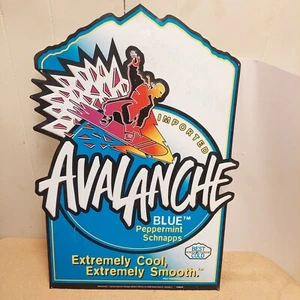 IMPORTED
AVALANCHE
BLUE™
Peppermint
Schnapps
BEST
COLD
Extremely Cool,
Extremely Smooth.™